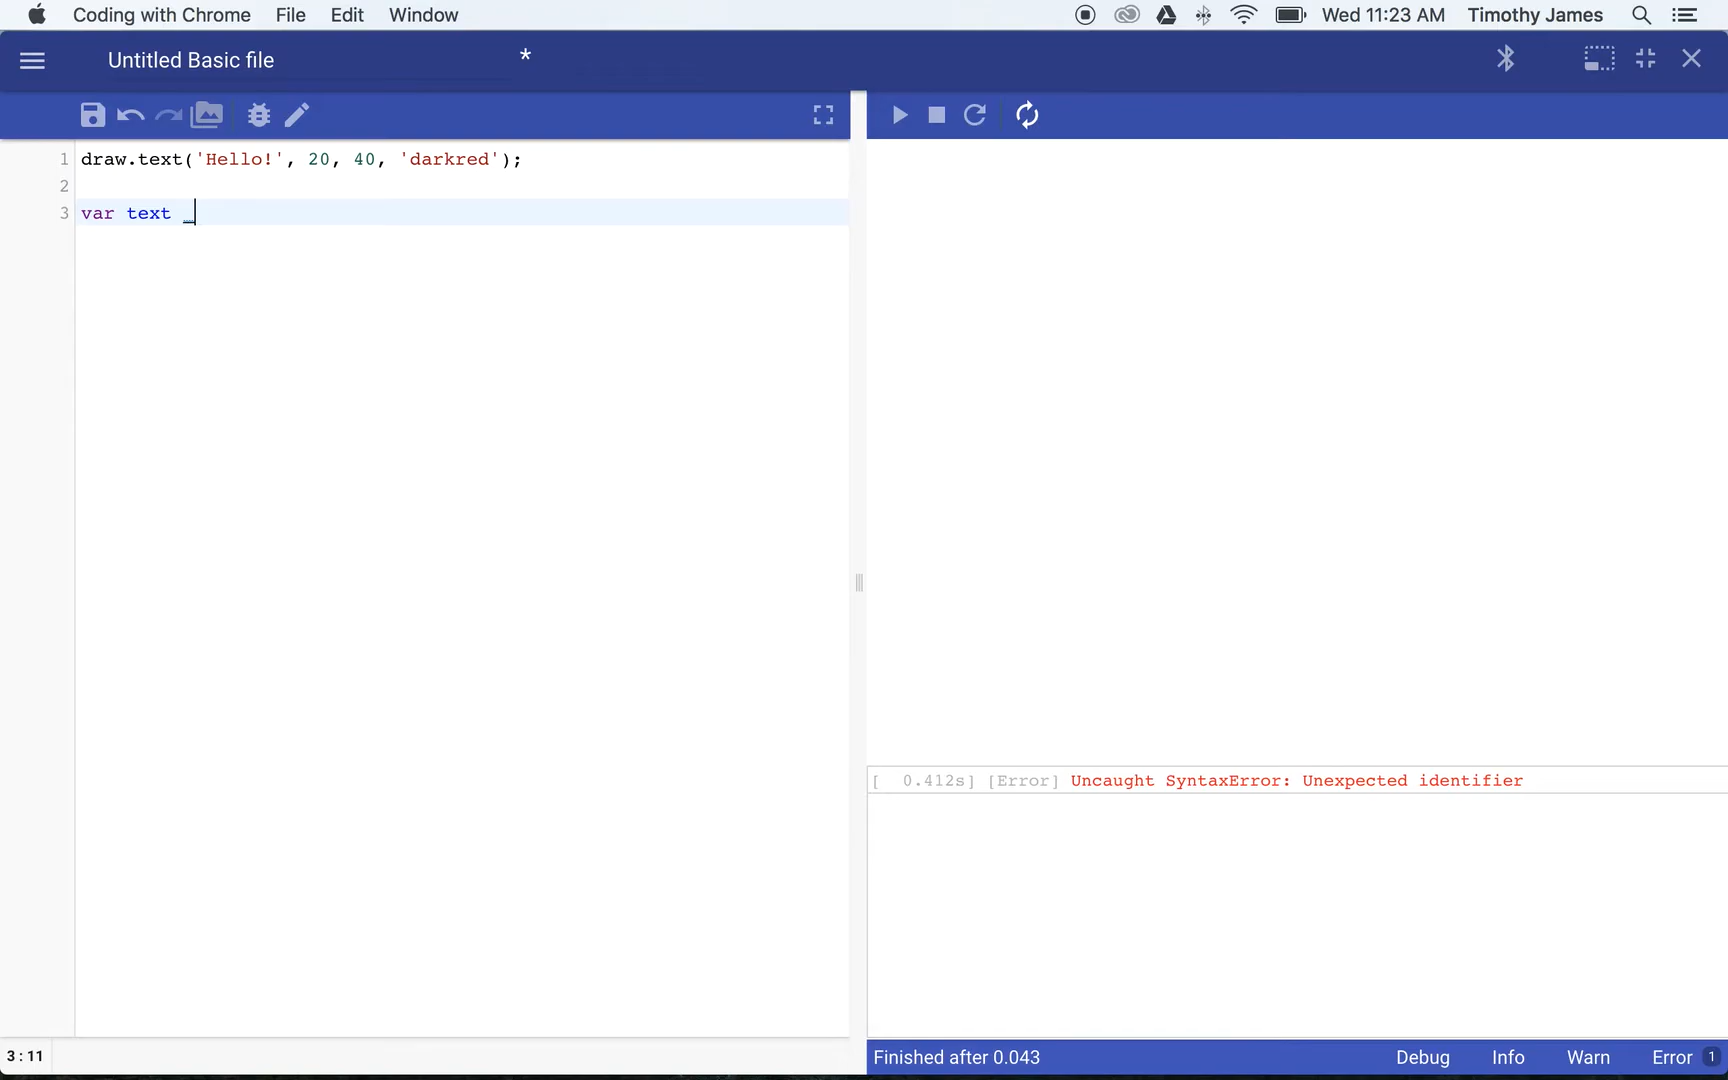 Coding with Chrome File Edit Window Wed 11:23 AM Timothy James
Untitled Basic file *
1 draw.text('Hello!', 20, 40, 'darkred');
2
3 var text _
[ 0.412s] [Error] Uncaught SyntaxError: Unexpected identifier
3:11 Finished after 0.043 Debug Info Warn Error 1